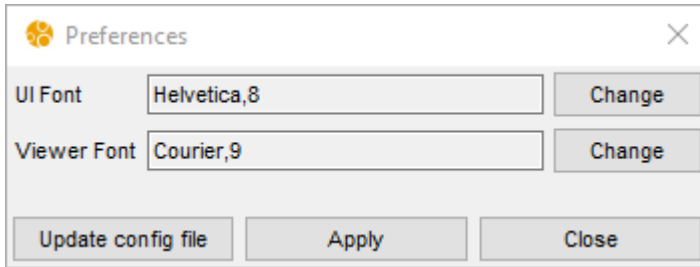 Preferences
UI Font Helvetica,8 Change
Viewer Font Courier,9 Change
Update config file Apply Close